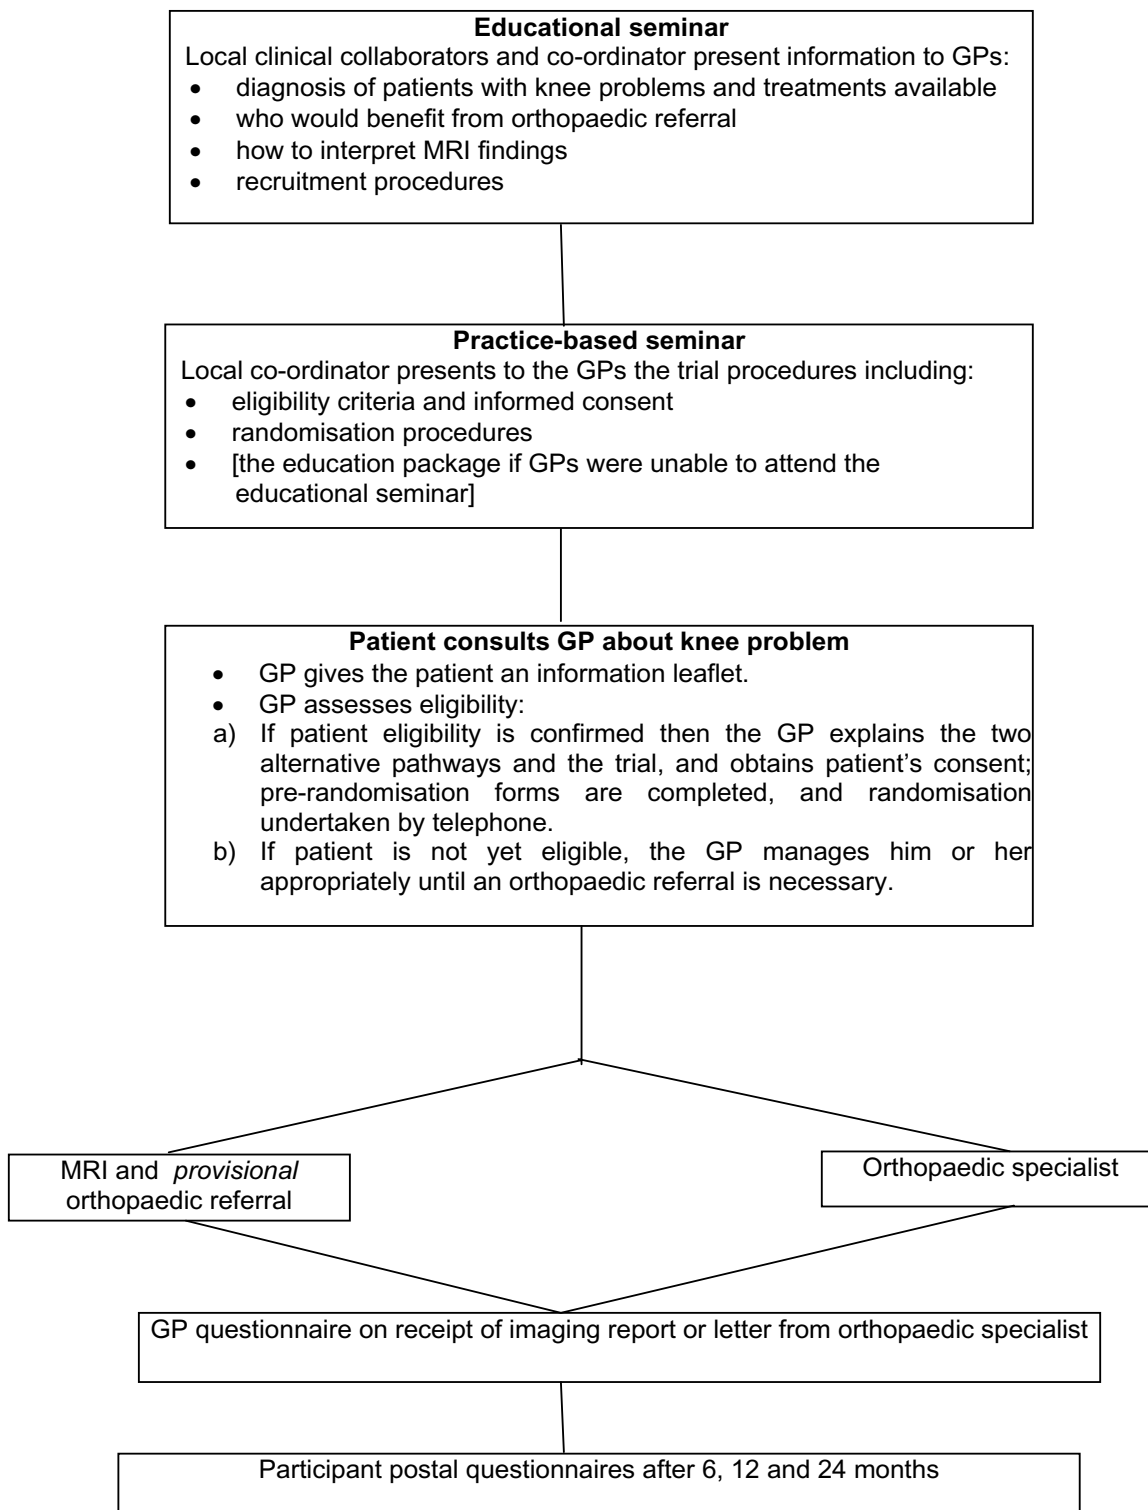 Educational seminar
Local clinical collaborators and co-ordinator present information to GPs:
• diagnosis of patients with knee problems and treatments available
• who would benefit from orthopaedic referral
• how to interpret MRI findings
• recruitment procedures
Practice-based seminar
Local co-ordinator presents to the GPs the trial procedures including:
• eligibility criteria and informed consent
• randomisation procedures
• [the education package if GPs were unable to attend the
educational seminar]
Patient consults GP about knee problem
• GP gives the patient an information leaflet.
• GP assesses eligibility:
a) If patient eligibility is confirmed then the GP explains the two
alternative pathways and the trial, and obtains patient's consent;
pre-randomisation forms are completed, and randomisation
undertaken by telephone.
b) If patient is not yet eligible, the GP manages him or her
appropriately until an orthopaedic referral is necessary.
MRI and provisional
orthopaedic referral
Orthopaedic specialist
GP questionnaire on receipt of imaging report or letter from orthopaedic specialist
Participant postal questionnaires after 6, 12 and 24 months